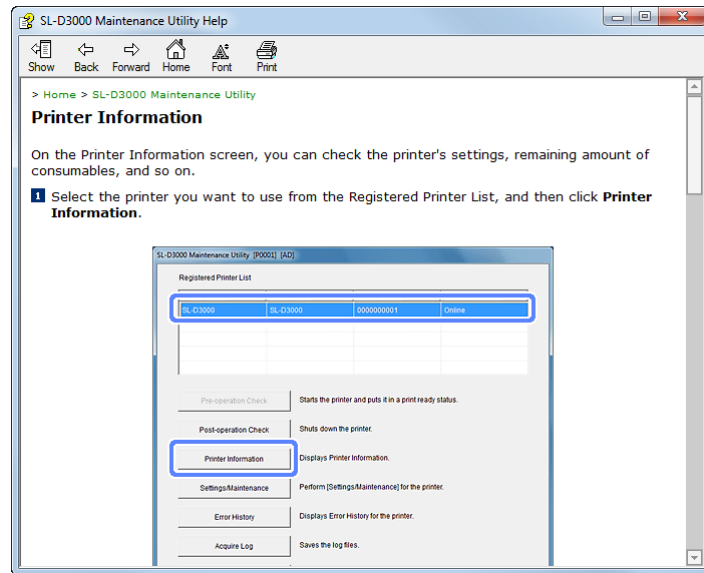 SL-D3000 Maintenance Utility Help
Show Back Forward Home Font Print
> Home > SL-D3000 Maintenance Utility
Printer Information
On the Printer Information screen, you can check the printer's settings, remaining amount of
consumables, and so on.
1 Select the printer you want to use from the Registered Printer List, and then click Printer
Information.
SL-D3000 Maintenance Utility [P0001] [AD]
Registered Printer List
SL-D3000 SL-D3000 0000000001 Online
Pre-operation Check Starts the printer and puts it in a print ready status.
Post-operation Check Shuts down the printer.
Printer Information Displays Printer Information.
Settings/Maintenance Perform [Settings/Maintenance] for the printer.
Error History Displays Error History for the printer.
Acquire Log Saves the log files.